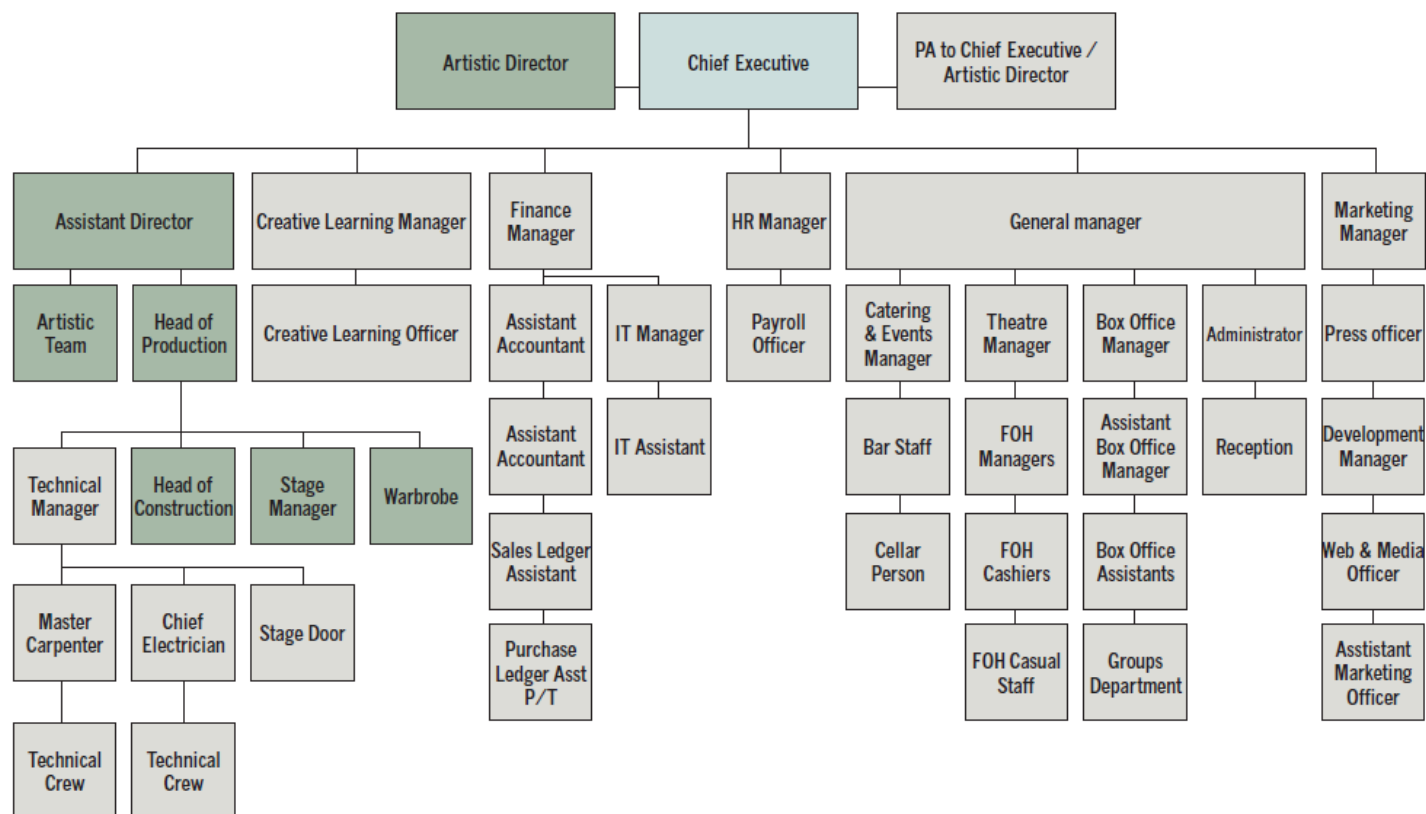 Artistic Director
Chief Executive
PA to Chief Executive /
Artistic Director
Assistant Director
Creative Learning Manager
Finance
Manager
HR Manager
General manager
Marketing
Manager
Artistic
Team
Head of
Production
Creative Learning Officer
Assistant
Accountant
IT Manager
Payroll
Officer
Catering
& Events
Manager
Theatre
Manager
Box Office
Manager
Administrator
Press officer
Assistant
Accountant
IT Assistant
Bar Staff
FOH
Managers
Assistant
Box Office
Manager
Reception
Development
Manager
Technical
Manager
Head of
Construction
Stage
Manager
Warbrobe
Sales Ledger
Assistant
Cellar
Person
FOH
Cashiers
Box Office
Assistants
Web & Media
Officer
Master
Carpenter
Chief
Electrician
Stage Door
Purchase
Ledger Asst
P/T
FOH Casual
Staff
Groups
Department
Asstistant
Marketing
Officer
Technical
Crew
Technical
Crew